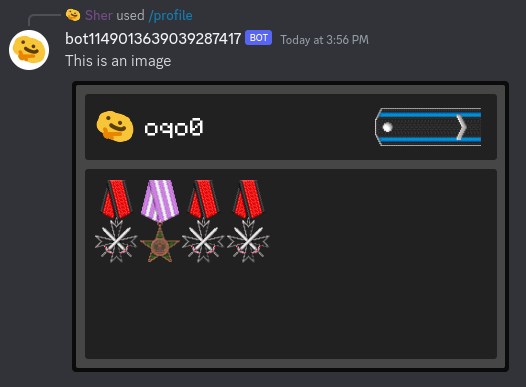 Sher used /profile
bot1149013639039287417 BOT Today at 3:56 PM
This is an image
oqo0